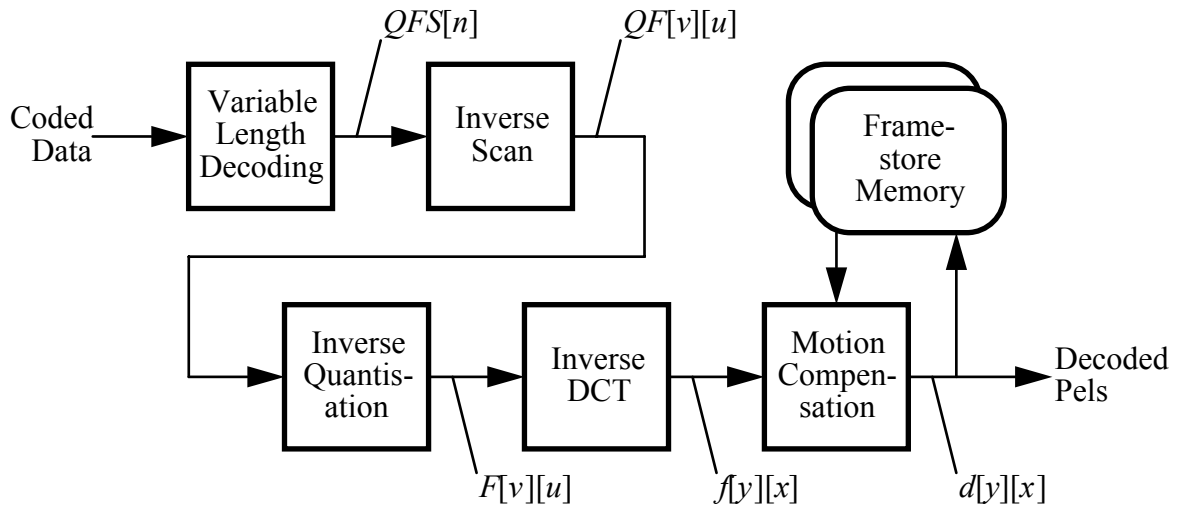 QFS[n]
QF[v][u]
Coded
Data
Variable
Length
Decoding
Inverse
Scan
Frame-
store
Memory
Inverse
Quantis-
ation
Inverse
DCT
Motion
Compen-
sation
Decoded
Pels
F[v][u]
f[y][x]
d[y][x]